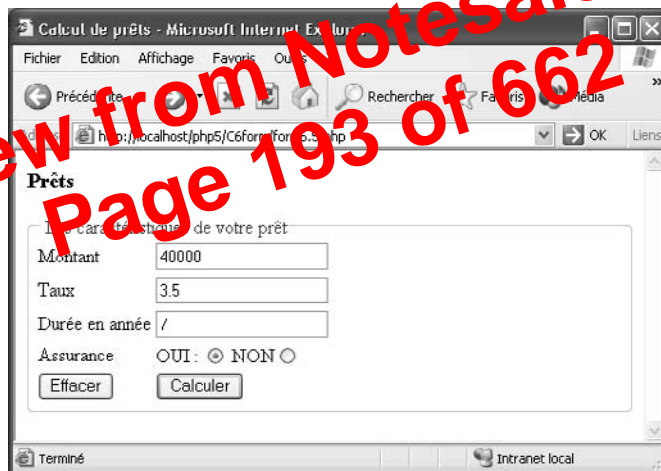 Calcul de prêts - Microsoft Internet Explorer
Fichier Edition Affichage Favoris Outils
Précédente Rechercher Favoris Média »
http://localhost/php5/C6form/form6.5.php OK Liens
Prêts
Les caractéristiques de votre prêt
Montant 40000
Taux 3.5
Durée en année /
Assurance OUI : NON
Effacer Calculer
Terminé Intranet local
from Notesale
Page 193 of 662